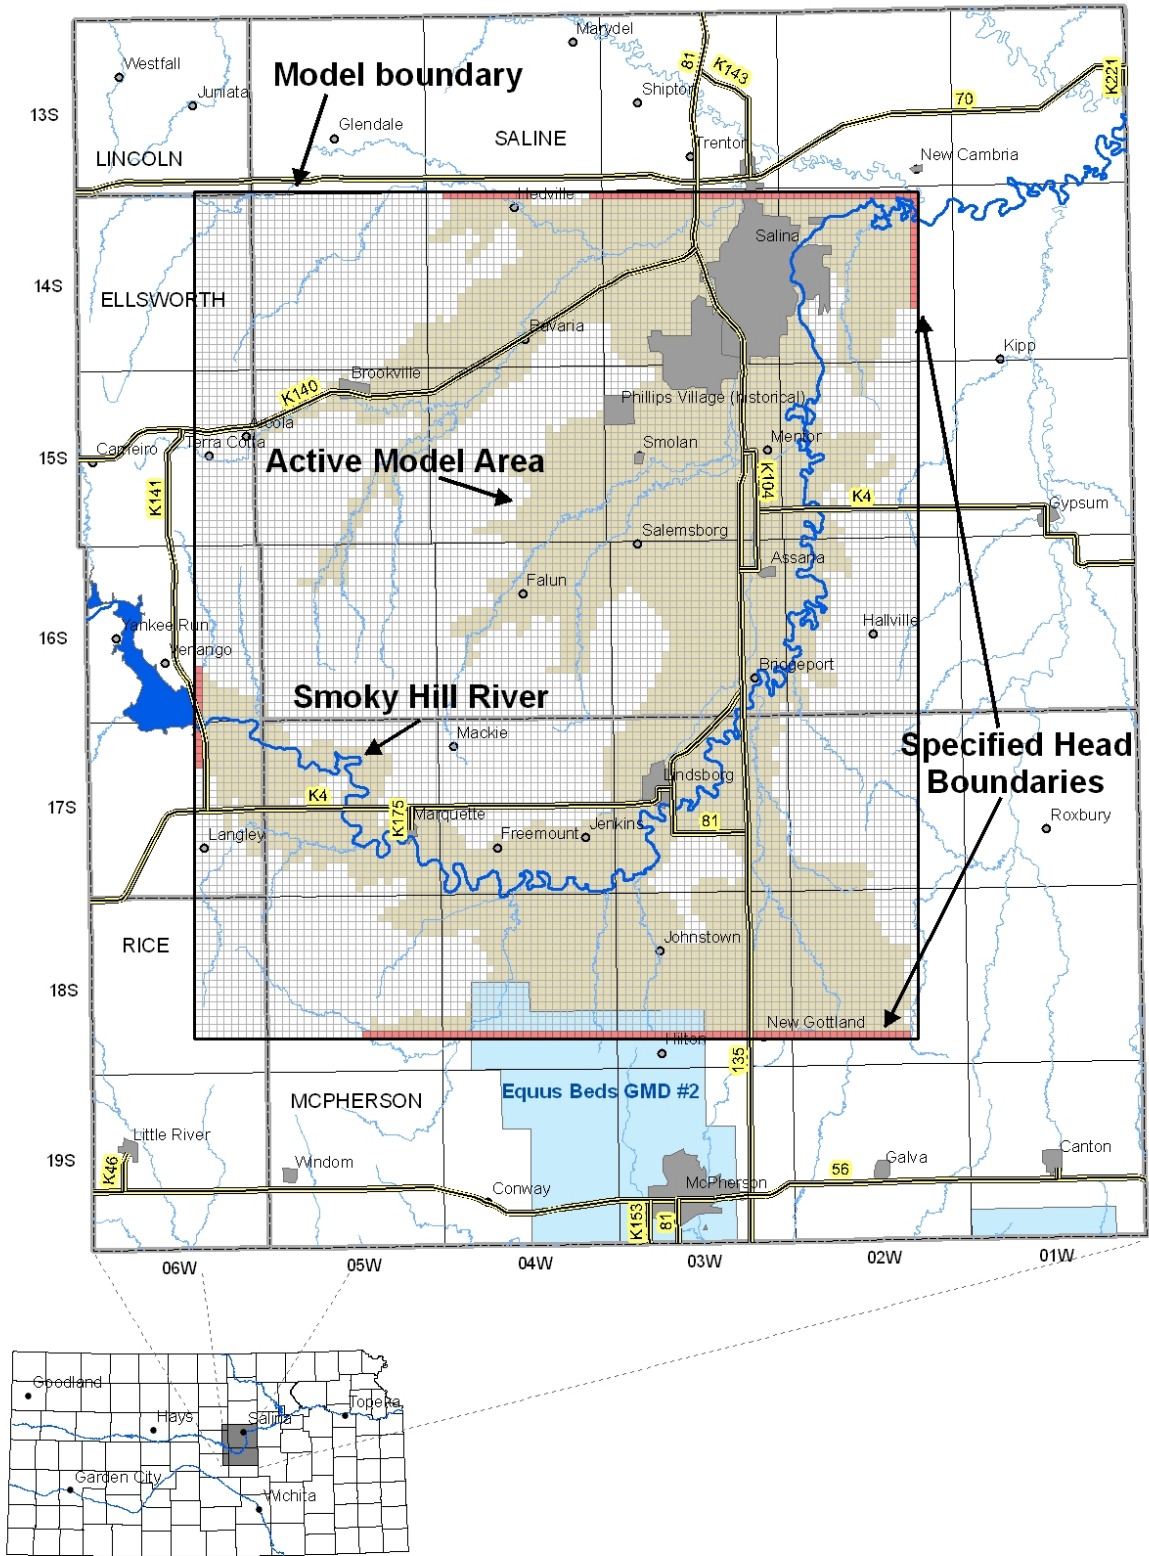 Marydel
Westfall
81
K143
K221
Model boundary
Juniata
Shipton
70
13S
Glendale
SALINE
Trenton
LINCOLN
New Cambria
Hedville
Salina
14S
ELLSWORTH
Bavaria
Kipp
Brookville
K140
Phillips Village (historical)
Arcola
Mentor
Smolan
Carneiro
Terra Cotta
15S
Active Model Area
K104
K141
K4
Gypsum
Salemsborg
Assaria
Falun
16S
Yankee Run
Hallville
Venango
Bridgeport
Smoky Hill River
Mackie
Specified Head
Boundaries
Lindsborg
K4
17S
K175
Marquette
81
Roxbury
Langley
Freemount
Jenkins
RICE
Johnstown
18S
New Gottland
Hilton
135
Equus Beds GMD #2
MCPHERSON
Little River
19S
Windom
Galva
Canton
K46
56
McPherson
Conway
K153
81
06W
05W
04W
03W
02W
01W
Goodland
Hays
Salina
Topeka
Garden City
Wichita